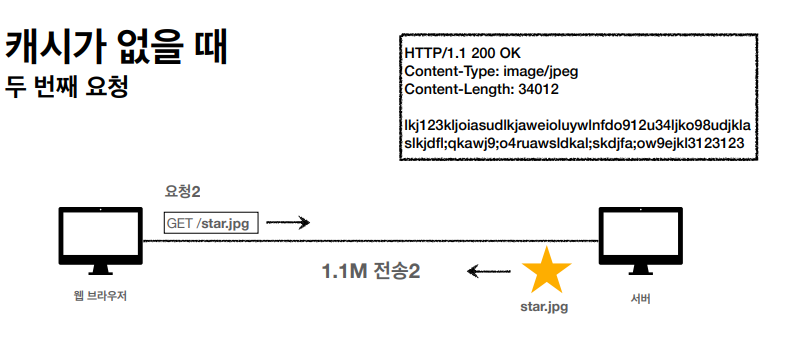 캐시가 없을 때
두 번째 요청
HTTP/1.1 200 OK
Content-Type: image/jpeg
Content-Length: 34012
lkj123kljoiasudlkjaweioluywlnfdo912u34ljko98udjkla
slkjdfl;qkawj9;o4ruawsldkal;skdjfa;ow9ejkl3123123
요청2
GET /star.jpg
1.1M 전송2
star.jpg
웹 브라우저
서버